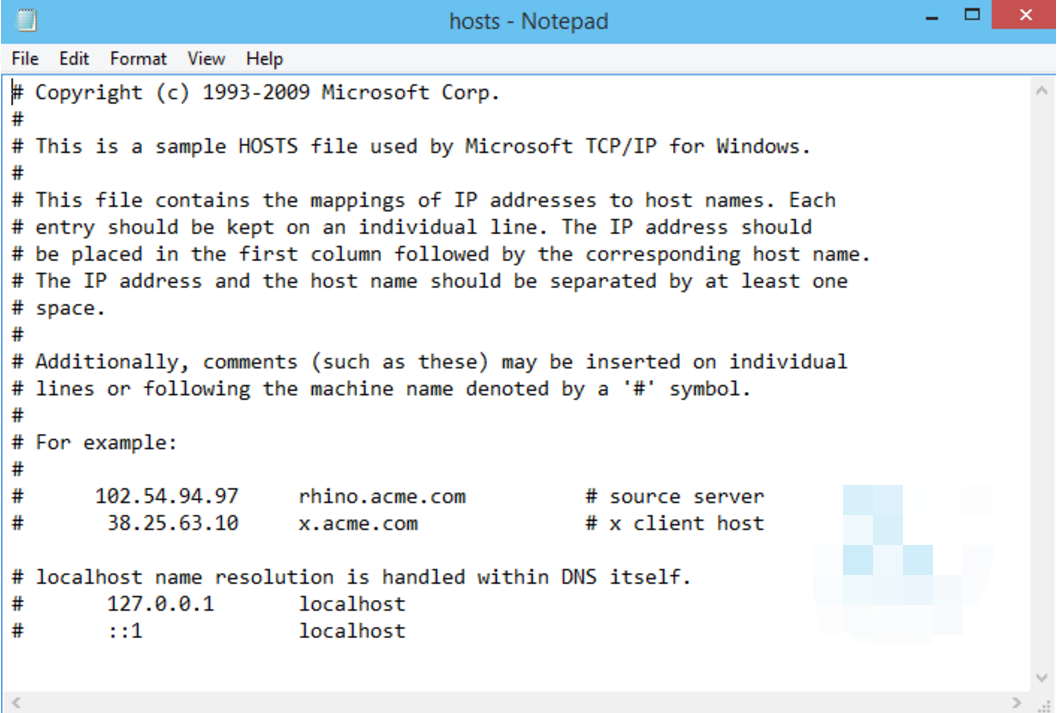 hosts - Notepad
File Edit Format View Help
# Copyright (c) 1993-2009 Microsoft Corp.
#
# This is a sample HOSTS file used by Microsoft TCP/IP for Windows.
#
# This file contains the mappings of IP addresses to host names. Each
# entry should be kept on an individual line. The IP address should
# be placed in the first column followed by the corresponding host name.
# The IP address and the host name should be separated by at least one
# space.
#
# Additionally, comments (such as these) may be inserted on individual
# lines or following the machine name denoted by a '#' symbol.
#
# For example:
#
#      102.54.94.97     rhino.acme.com          # source server
#       38.25.63.10     x.acme.com              # x client host

# localhost name resolution is handled within DNS itself.
#       127.0.0.1       localhost
#       ::1             localhost